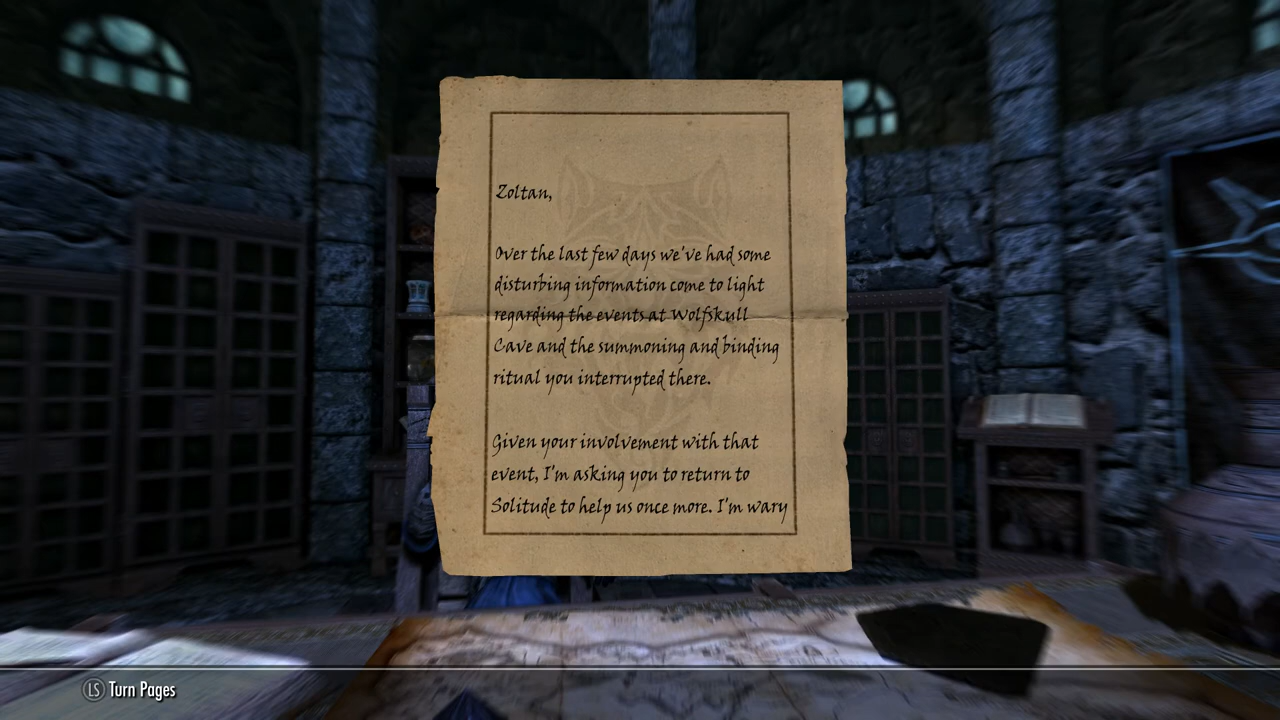 Zoltan,
Over the last few days we've had some
disturbing information come to light
regarding the events at Wolfskull
Cave and the summoning and binding
ritual you interrupted there.
Given your involvement with that
event, I'm asking you to return to
Solitude to help us once more. I'm wary
LS Turn Pages